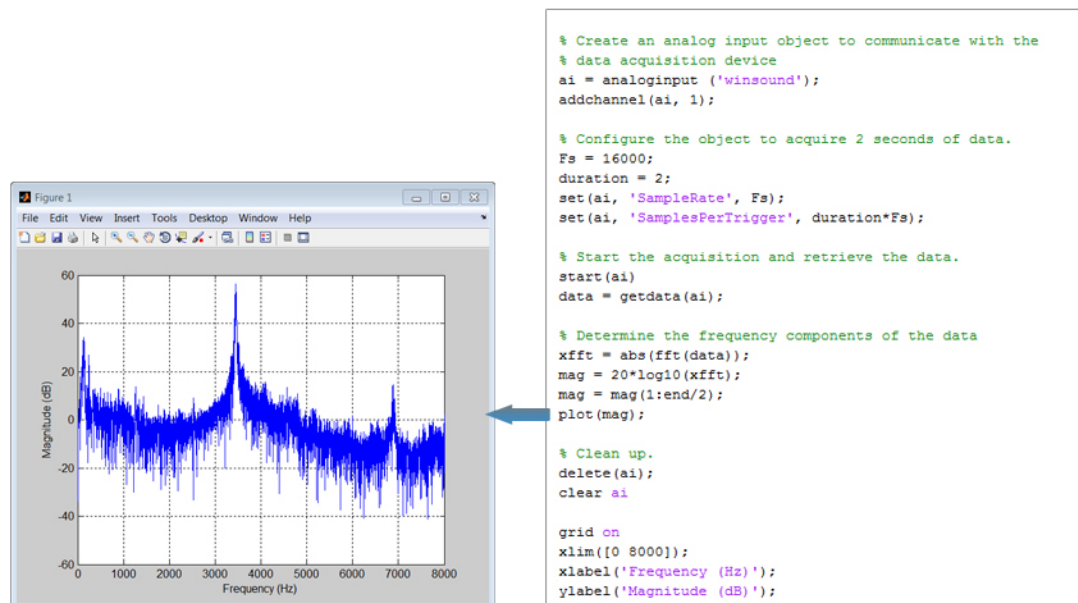 % Create an analog input object to communicate with the
% data acquisition device
ai = analoginput ('winsound');
addchannel(ai, 1);
% Configure the object to acquire 2 seconds of data.
Fs = 16000;
duration = 2;
set(ai, 'SampleRate', Fs);
set(ai, 'SamplesPerTrigger', duration*Fs);
% Start the acquisition and retrieve the data.
start(ai)
data = getdata(ai);
% Determine the frequency components of the data
xfft = abs(fft(data));
mag = 20*log10(xfft);
mag = mag(1:end/2);
plot(mag);
% Clean up.
delete(ai);
clear ai
grid on
xlim([0 8000]);
xlabel('Frequency (Hz)');
ylabel('Magnitude (dB)');
Figure 1
File Edit View Insert Tools Desktop Window Help
60
40
20
0
-20
-40
-60
Magnitude (dB)
0 1000 2000 3000 4000 5000 6000 7000 8000
Frequency (Hz)